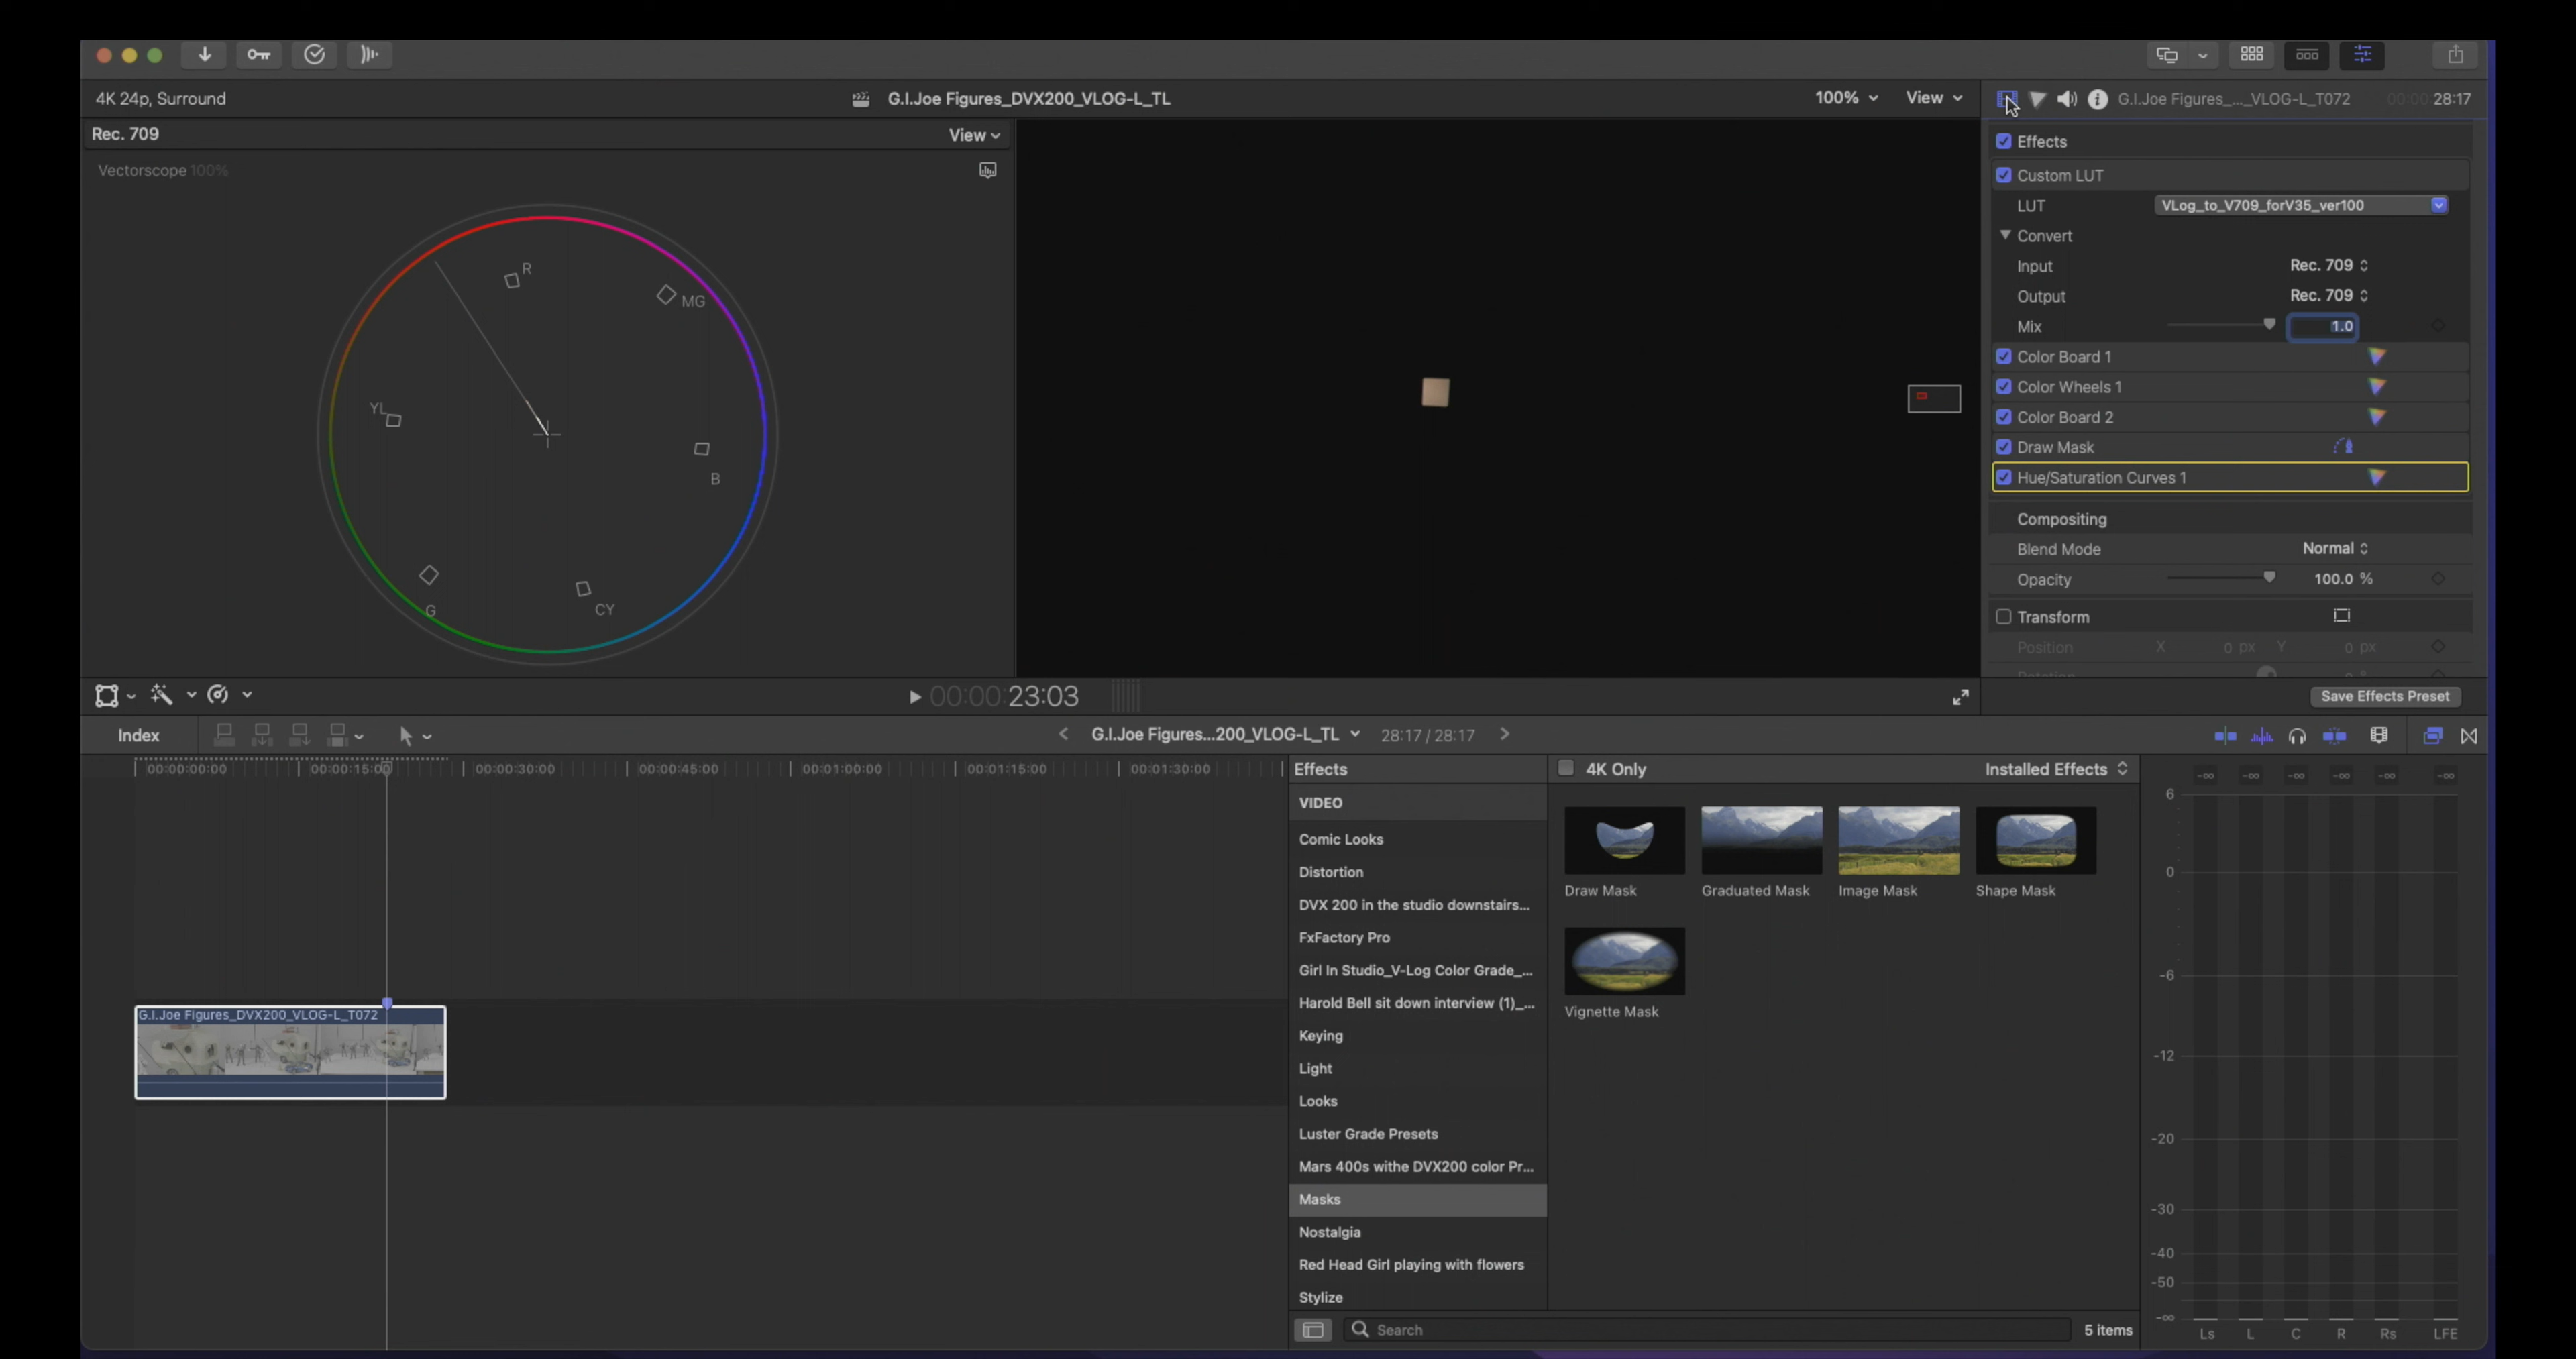 4K 24p, Surround
G.I.Joe Figures_DVX200_VLOG-L_TL
100%
View
G.I.Joe Figures_..._VLOG-L_T072
00:00:28:17
Rec. 709
View
Vectorscope 100%
R
MG
YL
B
G
CY
Effects
Custom LUT
LUT
VLog_to_V709_forV35_ver100
Convert
Input
Rec. 709
Output
Rec. 709
Mix
1.0
Color Board 1
Color Wheels 1
Color Board 2
Draw Mask
Hue/Saturation Curves 1
Compositing
Blend Mode
Normal
Opacity
100.0 %
Transform
Position
X
0 px
Y
0 px
00:00:23:03
Save Effects Preset
Index
G.I.Joe Figures...200_VLOG-L_TL
28:17 / 28:17
00:00:00:00
00:00:15:00
00:00:30:00
00:00:45:00
00:01:00:00
00:01:15:00
00:01:30:00
G.I.Joe Figures_DVX200_VLOG-L_T072
Effects
VIDEO
Comic Looks
Distortion
DVX 200 in the studio downstairs...
FxFactory Pro
Girl In Studio_V-Log Color Grade_...
Harold Bell sit down interview (1)_...
Keying
Light
Looks
Luster Grade Presets
Mars 400s withe DVX200 color Pr...
Masks
Nostalgia
Red Head Girl playing with flowers
Stylize
4K Only
Installed Effects
Draw Mask
Graduated Mask
Image Mask
Shape Mask
Vignette Mask
Search
5 items
-∞ -∞ -∞ -∞ -∞ -∞
6
0
-6
-12
-20
-30
-40
-50
-∞
Ls L C R Rs LFE